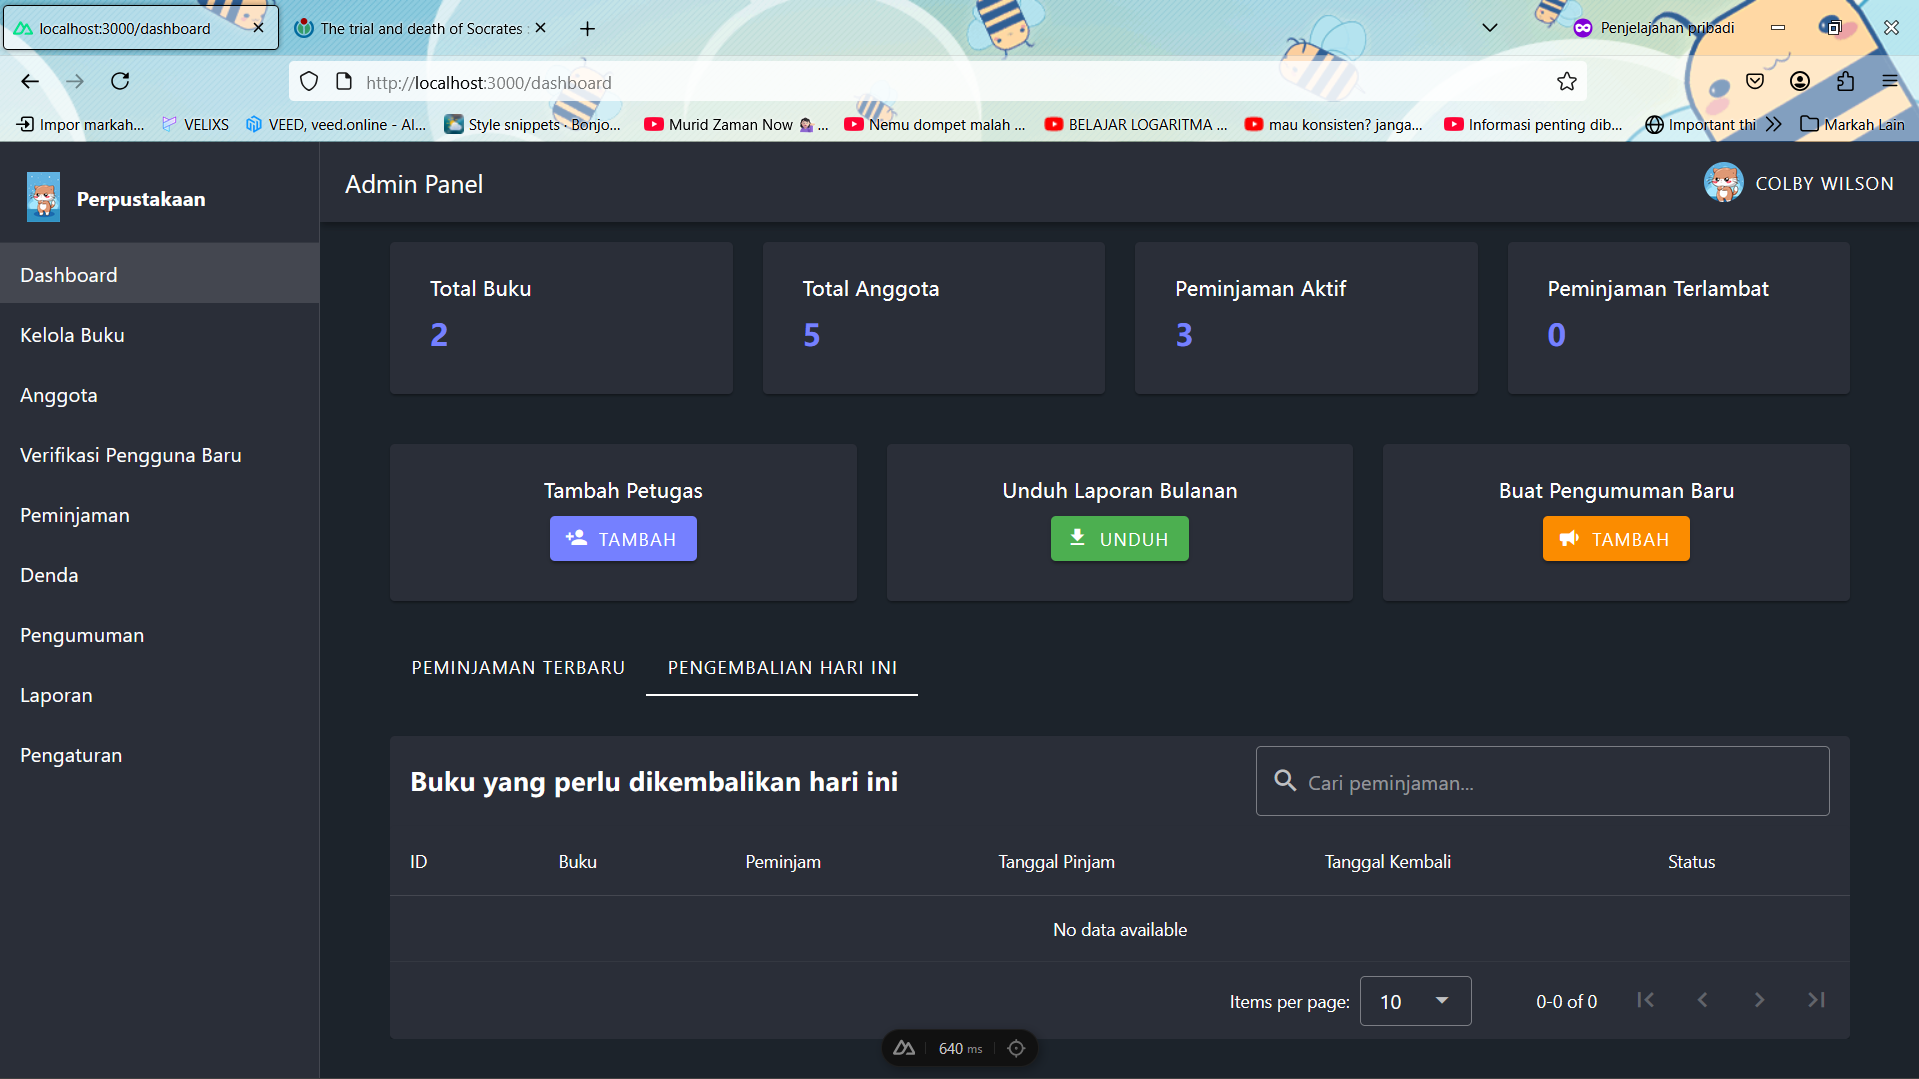 localhost:3000/dashboard
The trial and death of Socrates :
Penjelajahan pribadi
http://localhost:3000/dashboard
Impor markah...
VELIXS
VEED, veed.online - AI...
Style snippets · Bonjo...
Murid Zaman Now 💁🏻‍♀️ ...
Nemu dompet malah ...
BELAJAR LOGARITMA ...
mau konsisten? janga...
Informasi penting dib...
Important thi
Markah Lain
Perpustakaan
Admin Panel
COLBY WILSON
Dashboard
Kelola Buku
Anggota
Verifikasi Pengguna Baru
Peminjaman
Denda
Pengumuman
Laporan
Pengaturan
Total Buku
2
Total Anggota
5
Peminjaman Aktif
3
Peminjaman Terlambat
0
Tambah Petugas
TAMBAH
Unduh Laporan Bulanan
UNDUH
Buat Pengumuman Baru
TAMBAH
PEMINJAMAN TERBARU
PENGEMBALIAN HARI INI
Buku yang perlu dikembalikan hari ini
Cari peminjaman...
ID Buku Peminjam Tanggal Pinjam Tanggal Kembali Status
No data available
Items per page: 10 0-0 of 0
640 ms